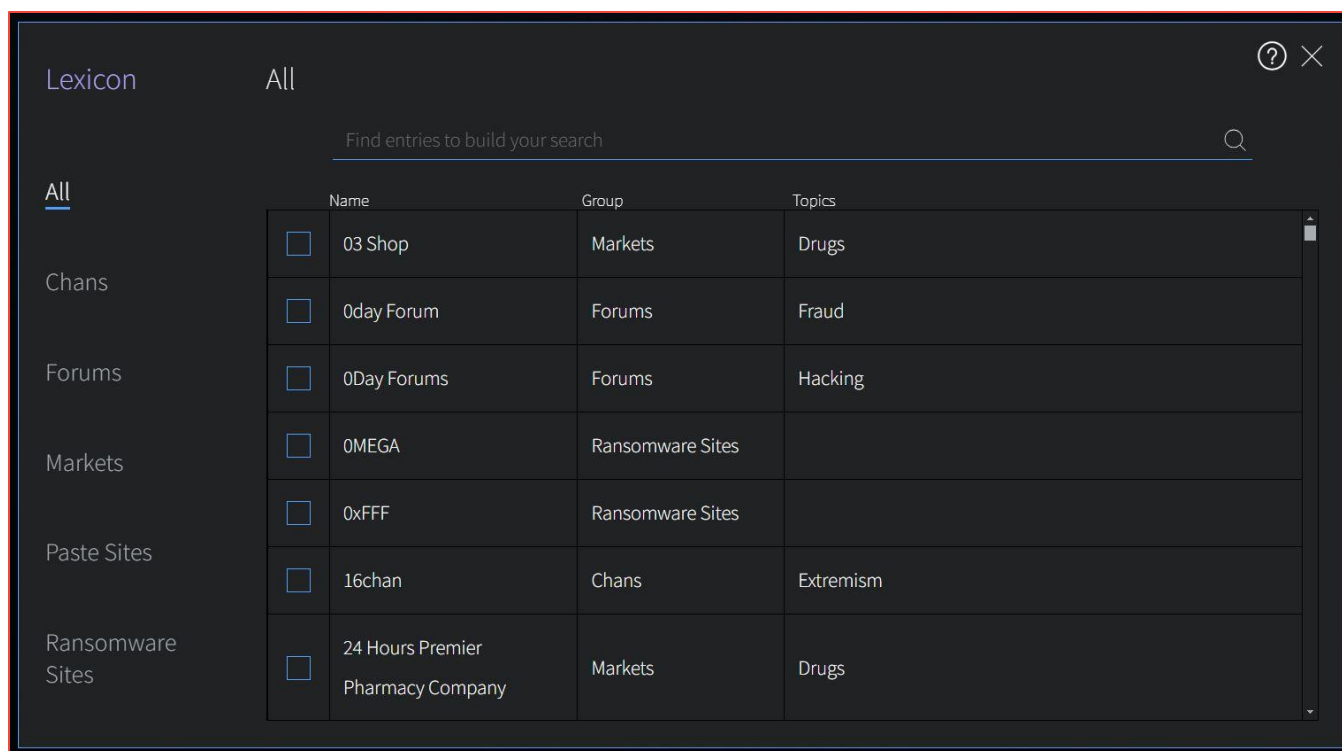 Lexicon
All
?
Find entries to build your search
All
Chans
Forums
Markets
Paste Sites
Ransomware
Sites
Name Group Topics
03 Shop Markets Drugs
0day Forum Forums Fraud
0Day Forums Forums Hacking
0MEGA Ransomware Sites
0xFFF Ransomware Sites
16chan Chans Extremism
24 Hours Premier
Pharmacy Company Markets Drugs